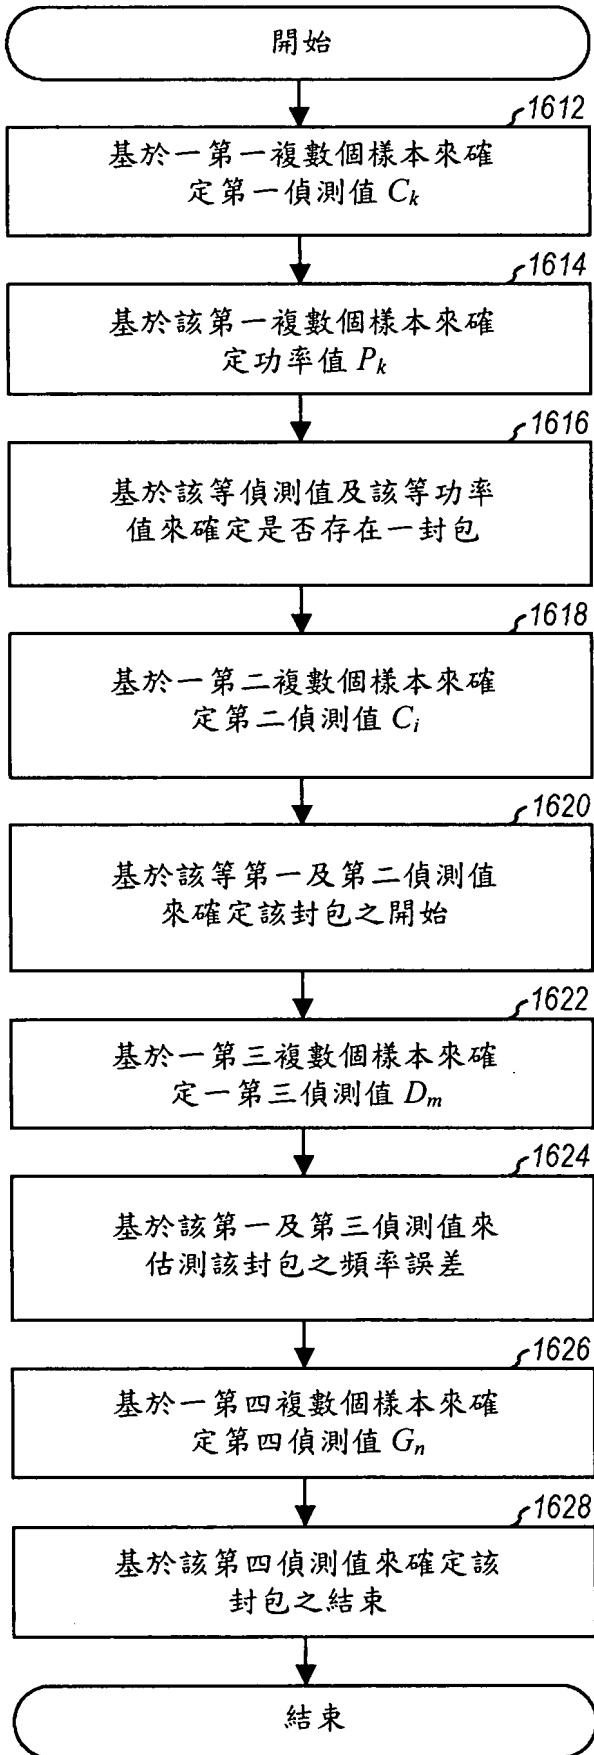 開始
1612
基於一第一複數個樣本來確
定第一偵測值 Ck
1614
基於該第一複數個樣本來確
定功率值 Pk
1616
基於該等偵測值及該等功率
值來確定是否存在一封包
1618
基於一第二複數個樣本來確
定第二偵測值 Ci
1620
基於該等第一及第二偵測值
來確定該封包之開始
1622
基於一第三複數個樣本來確
定一第三偵測值 Dm
1624
基於該第一及第三偵測值來
估測該封包之頻率誤差
1626
基於一第四複數個樣本來確
定第四偵測值 Gn
1628
基於該第四偵測值來確定該
封包之結束
結束